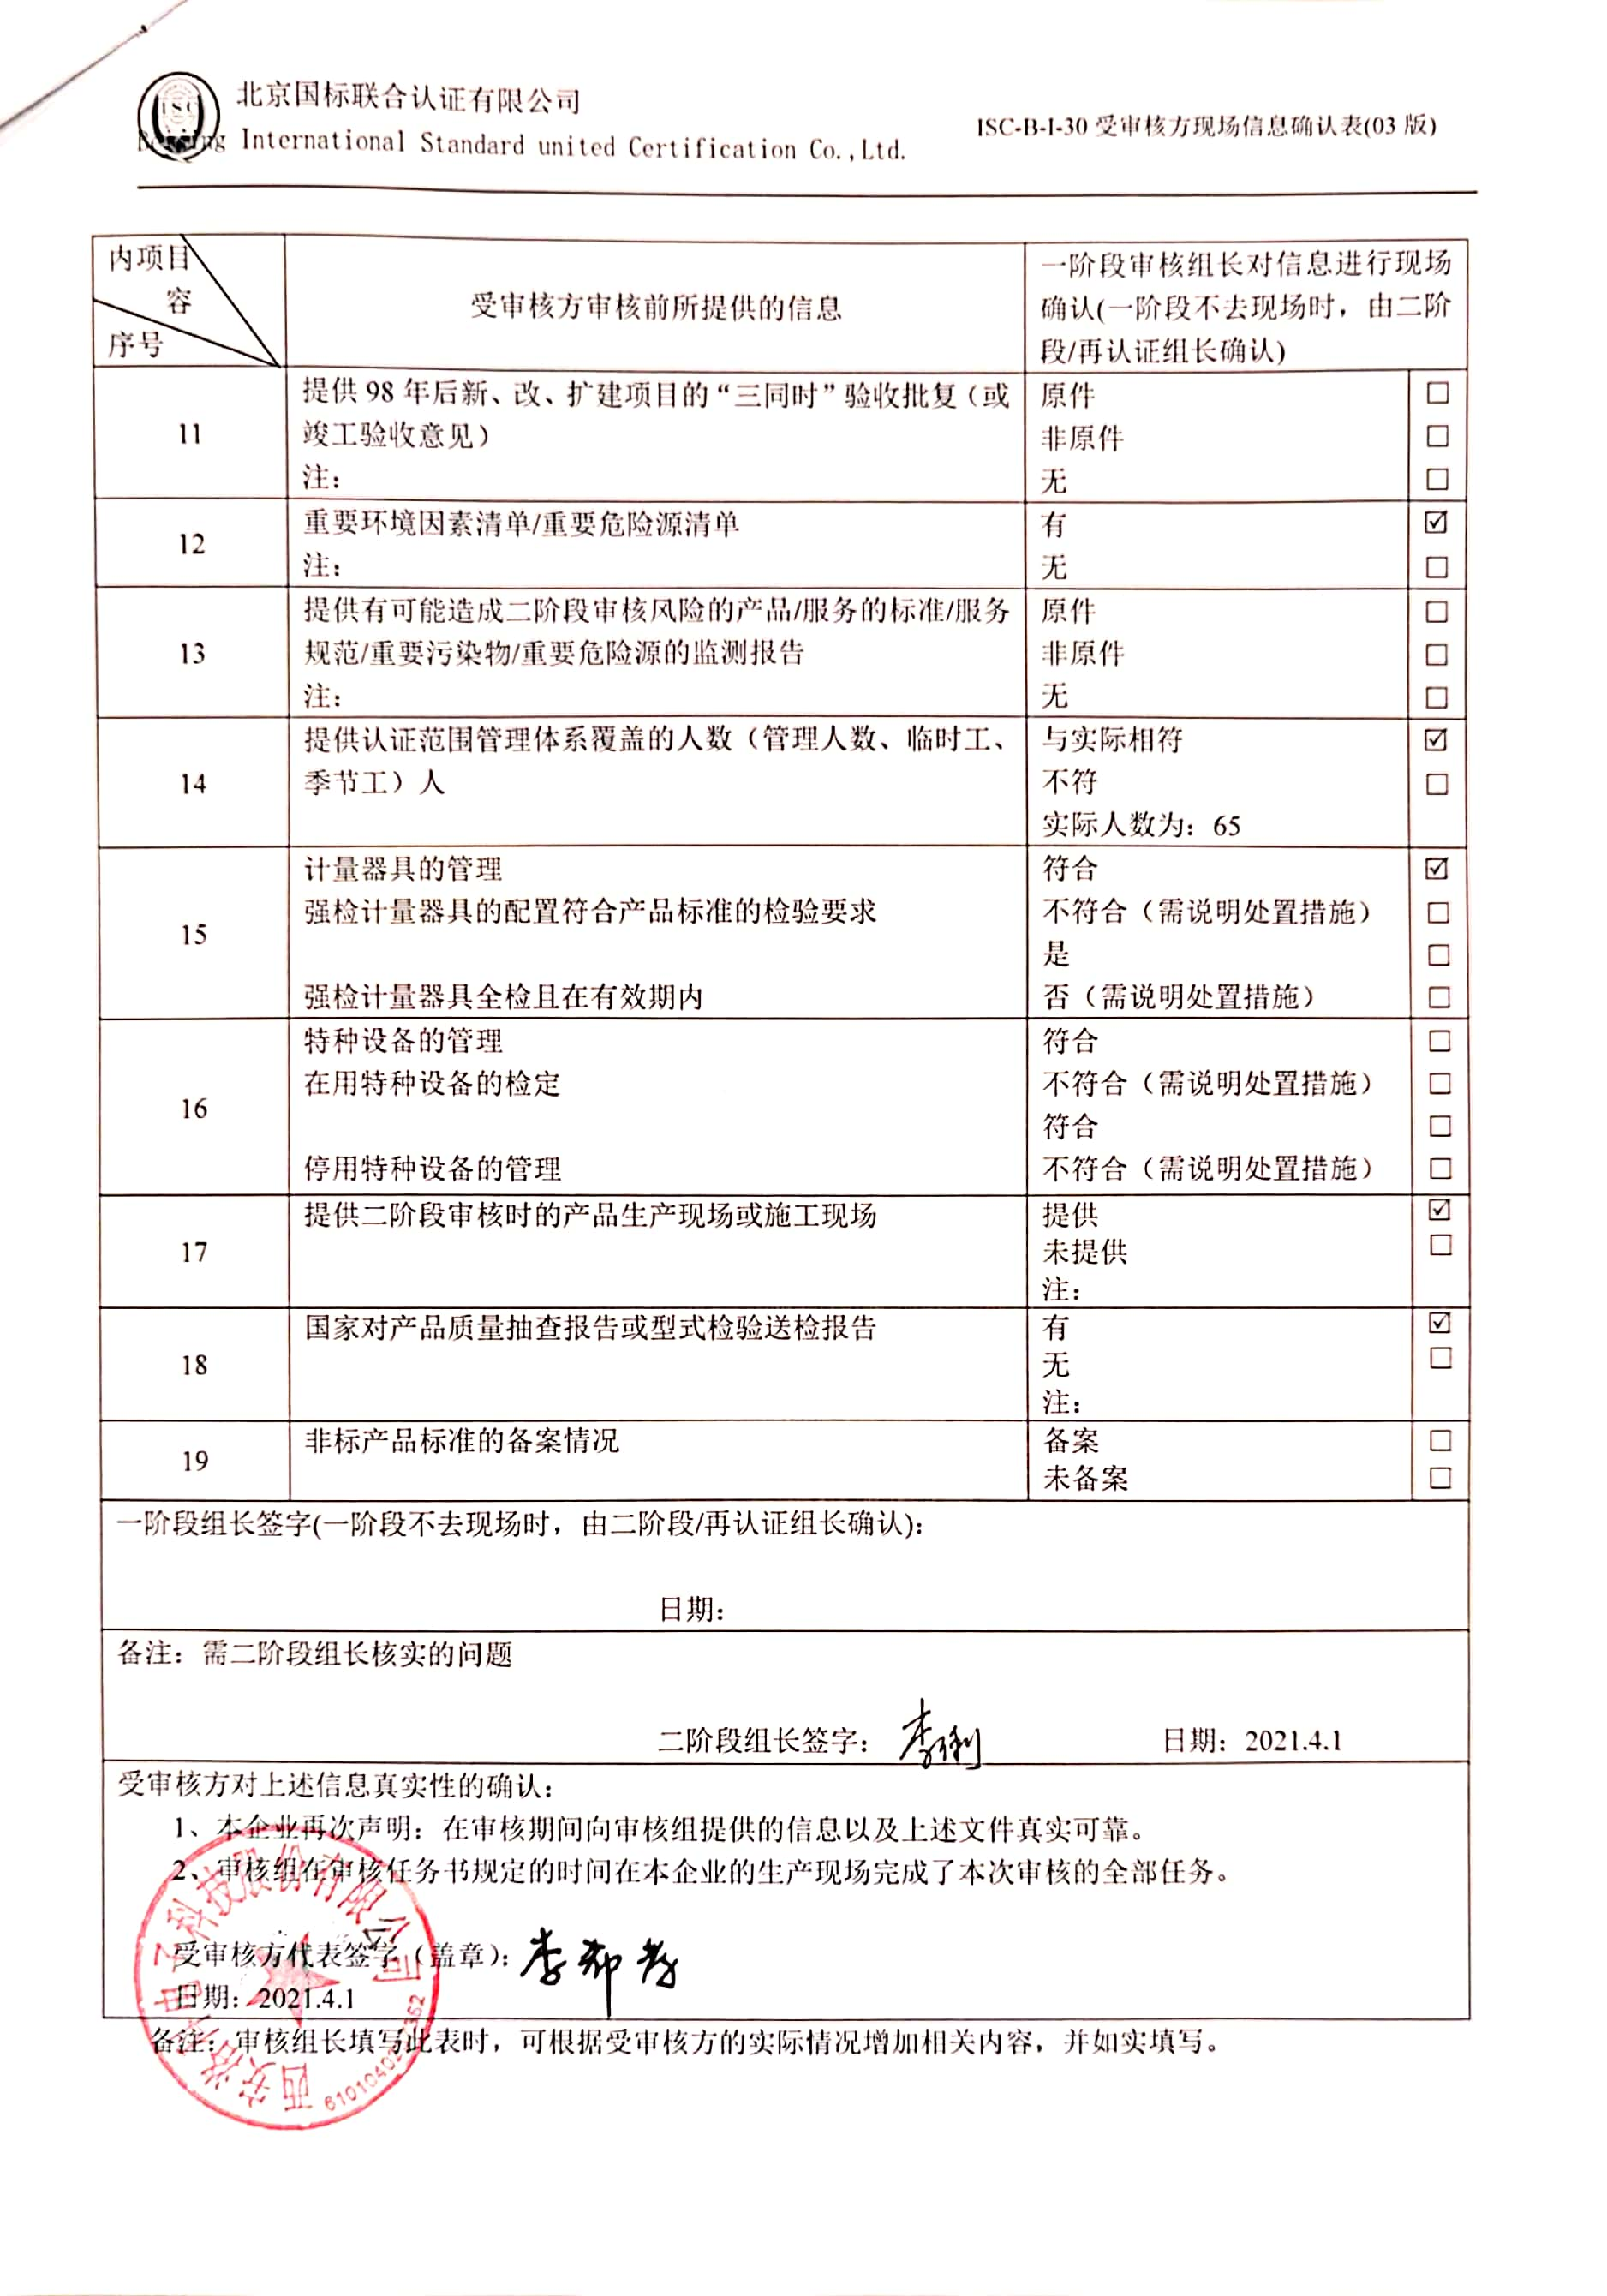 北京国标联合认证有限公司
Beijing International Standard united Certification Co.,Ltd.
ISC-B-I-30 受审核方现场信息确认表(03 版)
ISC
内项目
容
序号
受审核方审核前所提供的信息
一阶段审核组长对信息进行现场
确认(一阶段不去现场时，由二阶
段/再认证组长确认)
11
提供 98 年后新、改、扩建项目的“三同时”验收批复（或
竣工验收意见）
注：
原件 □
非原件 □
无 □
12
重要环境因素清单/重要危险源清单
注：
有 ☑
无 □
13
提供有可能造成二阶段审核风险的产品/服务的标准/服务
规范/重要污染物/重要危险源的监测报告
注：
原件 □
非原件 □
无 □
14
提供认证范围管理体系覆盖的人数（管理人数、临时工、
季节工）人
与实际相符 ☑
不符 □
实际人数为：65
15
计量器具的管理
强检计量器具的配置符合产品标准的检验要求
强检计量器具全检且在有效期内
符合 ☑
不符合（需说明处置措施） □
是 □
否（需说明处置措施） □
16
特种设备的管理
在用特种设备的检定
停用特种设备的管理
符合 □
不符合（需说明处置措施） □
符合 □
不符合（需说明处置措施） □
17
提供二阶段审核时的产品生产现场或施工现场
提供 ☑
未提供 □
注：
18
国家对产品质量抽查报告或型式检验送检报告
有 ☑
无 □
注：
19
非标产品标准的备案情况
备案 □
未备案 □
一阶段组长签字(一阶段不去现场时，由二阶段/再认证组长确认)：
日期：
备注：需二阶段组长核实的问题
二阶段组长签字： 李俐 日期：2021.4.1
受审核方对上述信息真实性的确认：
1、本企业再次声明：在审核期间向审核组提供的信息以及上述文件真实可靠。
2、审核组在审核任务书规定的时间在本企业的生产现场完成了本次审核的全部任务。
受审核方代表签字（盖章）：李
日期：2021.4.1
备注：审核组长填写此表时，可根据受审核方的实际情况增加相关内容，并如实填写。
电子科技股份有限公司